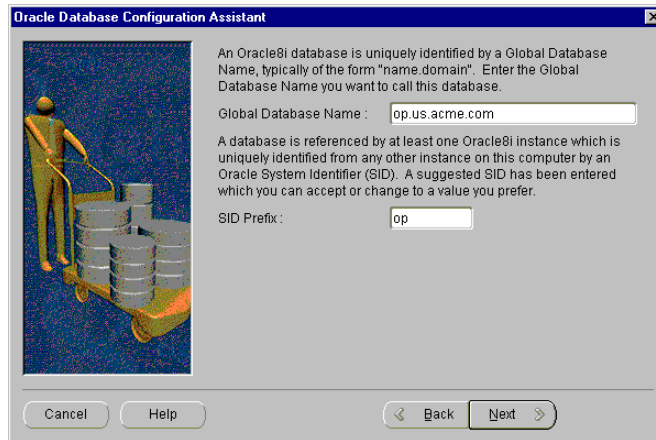 Oracle Database Configuration Assistant
An Oracle8i database is uniquely identified by a Global Database
Name, typically of the form "name.domain". Enter the Global
Database Name you want to call this database.
Global Database Name : op.us.acme.com
A database is referenced by at least one Oracle8i instance which is
uniquely identified from any other instance on this computer by an
Oracle System Identifier (SID). A suggested SID has been entered
which you can accept or change to a value you prefer.
SID Prefix : op
Cancel Help Back Next